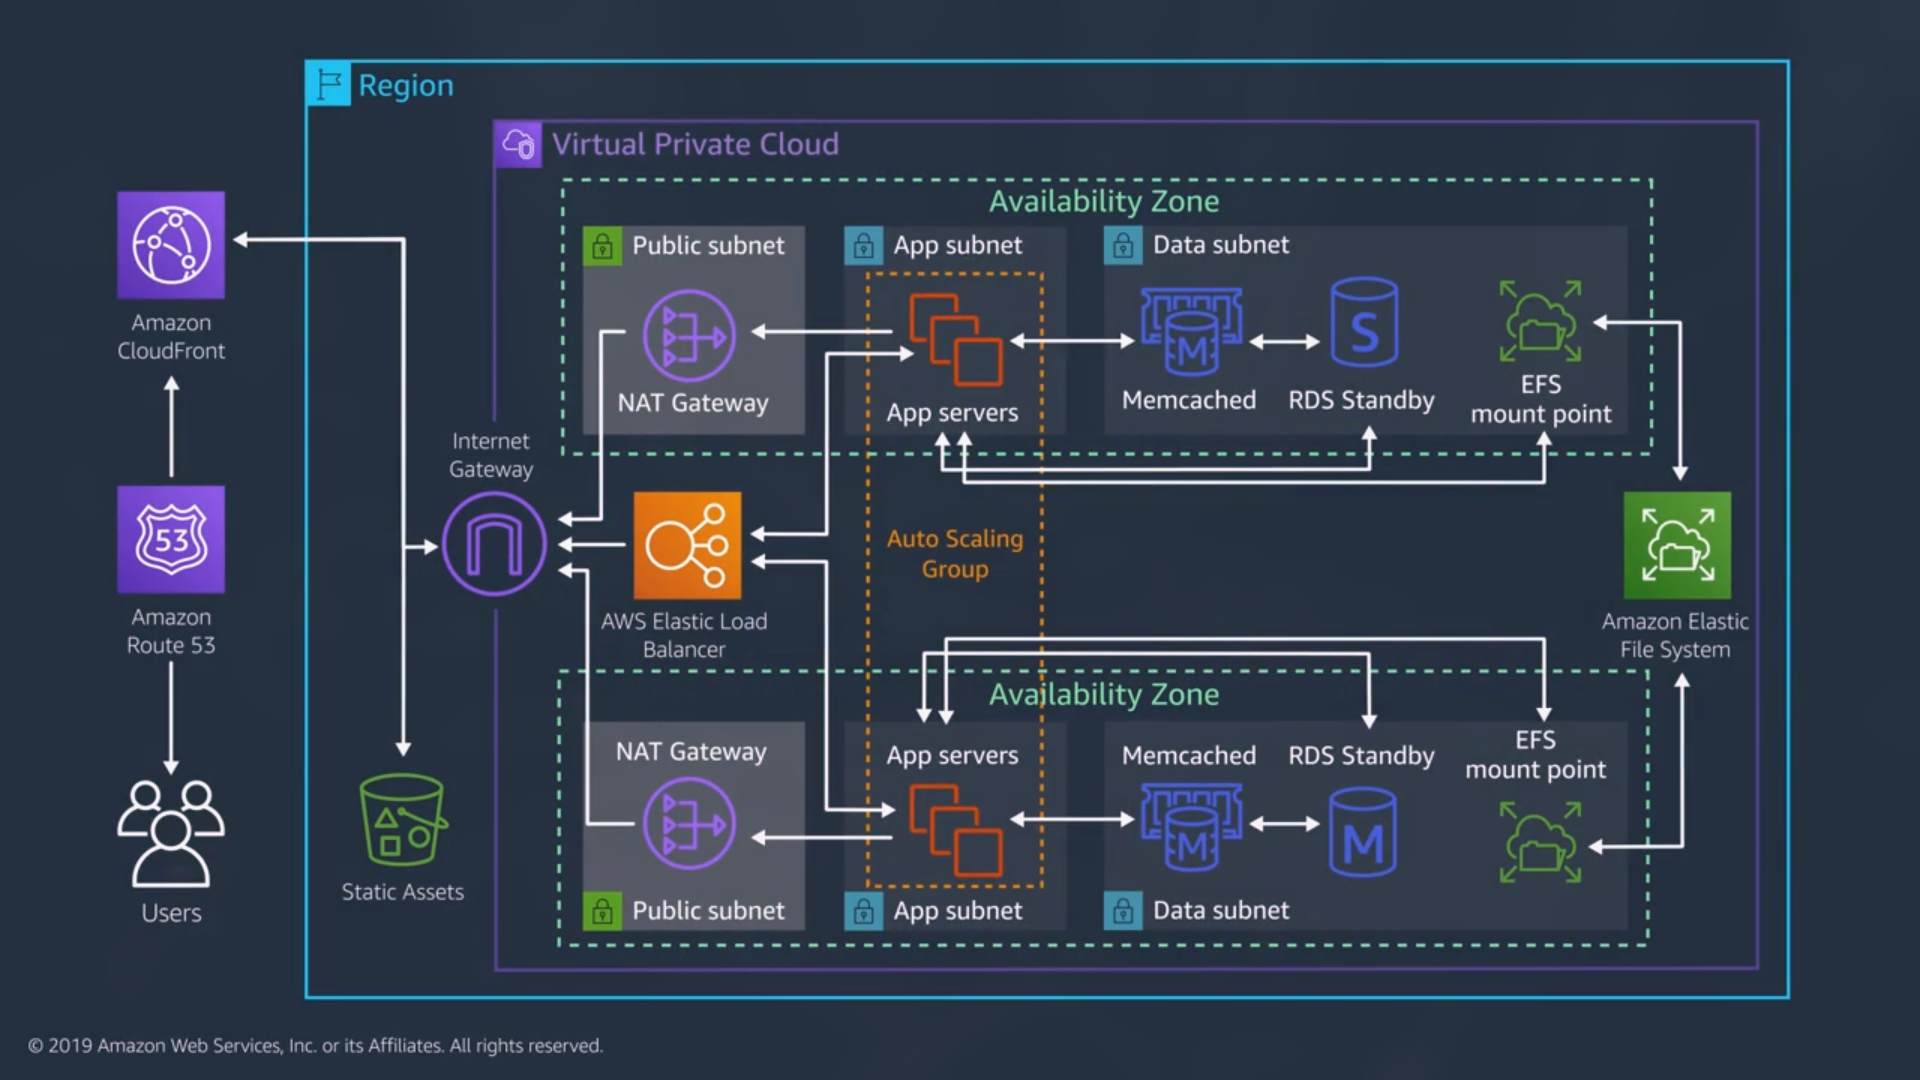 Region
Virtual Private Cloud
Availability Zone
Public subnet
App subnet
Data subnet
S
M
NAT Gateway
App servers
Memcached
RDS Standby
EFS
mount point
Amazon
CloudFront
Internet
Gateway
53
Amazon
Route 53
AWS Elastic Load
Balancer
Auto Scaling
Group
Amazon Elastic
File System
Availability Zone
NAT Gateway
App servers
Memcached
RDS Standby
EFS
mount point
M
M
Public subnet
App subnet
Data subnet
Static Assets
Users
© 2019 Amazon Web Services, Inc. or its Affiliates. All rights reserved.